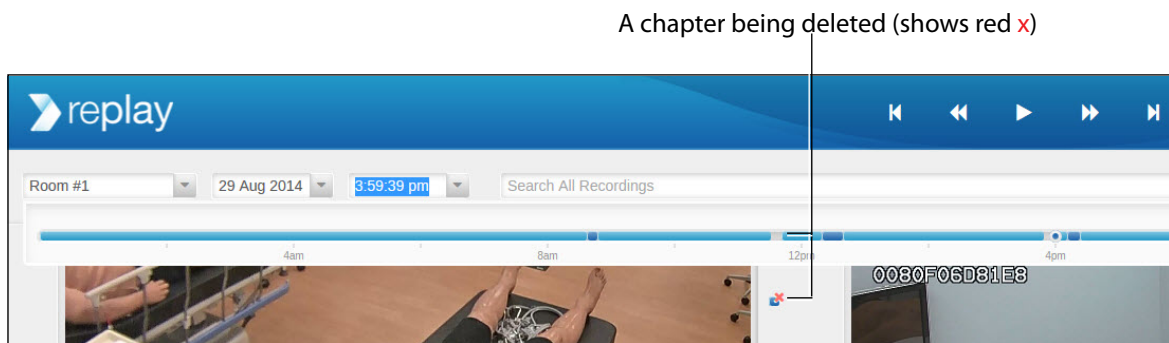 A chapter being deleted (shows red x)
replay
Room #1 29 Aug 2014 3:59:39 pm Search All Recordings
4am 8am 12pm 4pm
0080F06D81E8